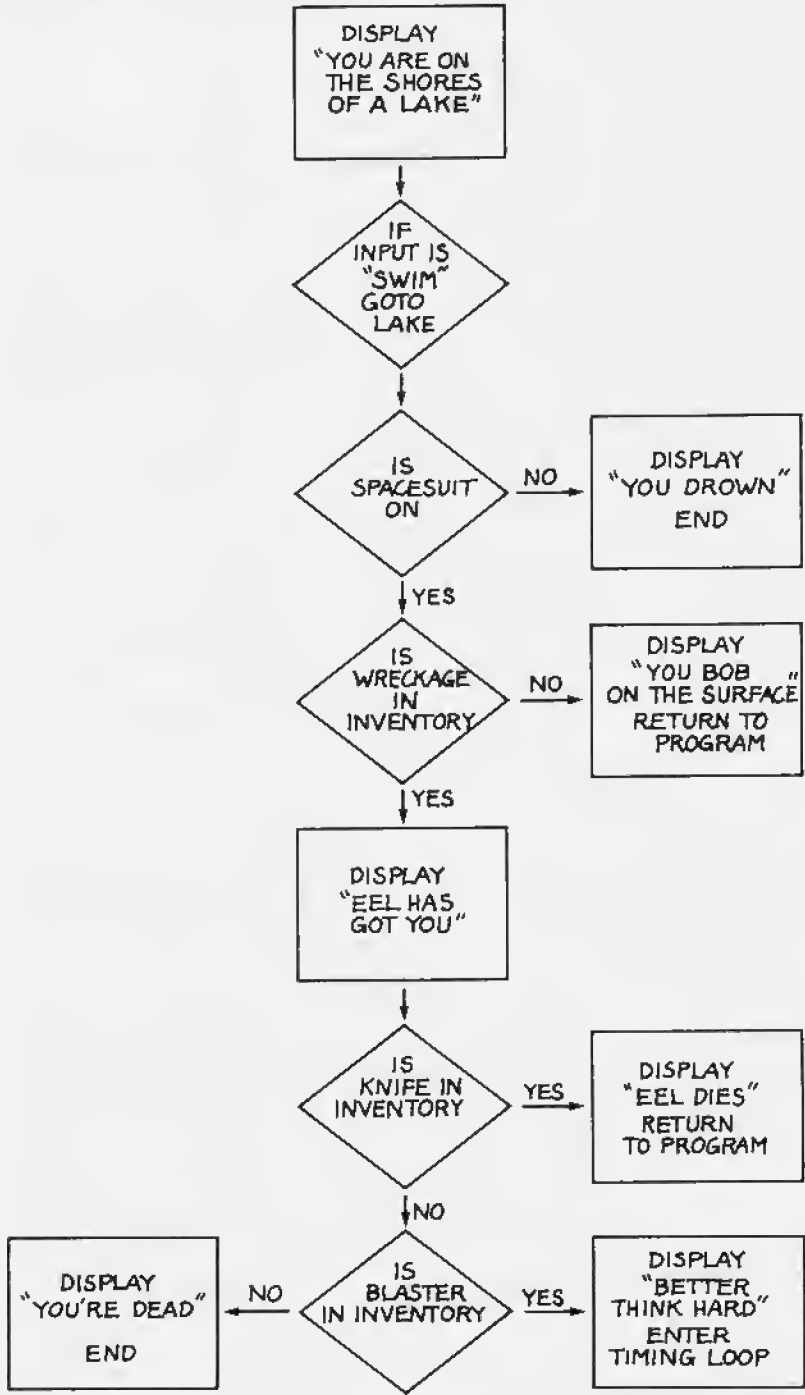 DISPLAY
"YOU ARE ON
THE SHORES
OF A LAKE"
IF
INPUT IS
"SWIM"
GOTO
LAKE
IS
SPACESUIT
ON
NO
DISPLAY
"YOU DROWN"
END
YES
IS
WRECKAGE
IN
INVENTORY
NO
DISPLAY
"YOU BOB
ON THE SURFACE"
RETURN TO
PROGRAM
YES
DISPLAY
"EEL HAS
GOT YOU"
IS
KNIFE IN
INVENTORY
YES
DISPLAY
"EEL DIES"
RETURN
TO PROGRAM
NO
DISPLAY
"YOU'RE DEAD"
END
NO
IS
BLASTER
IN INVENTORY
YES
DISPLAY
"BETTER
THINK HARD"
ENTER
TIMING LOOP